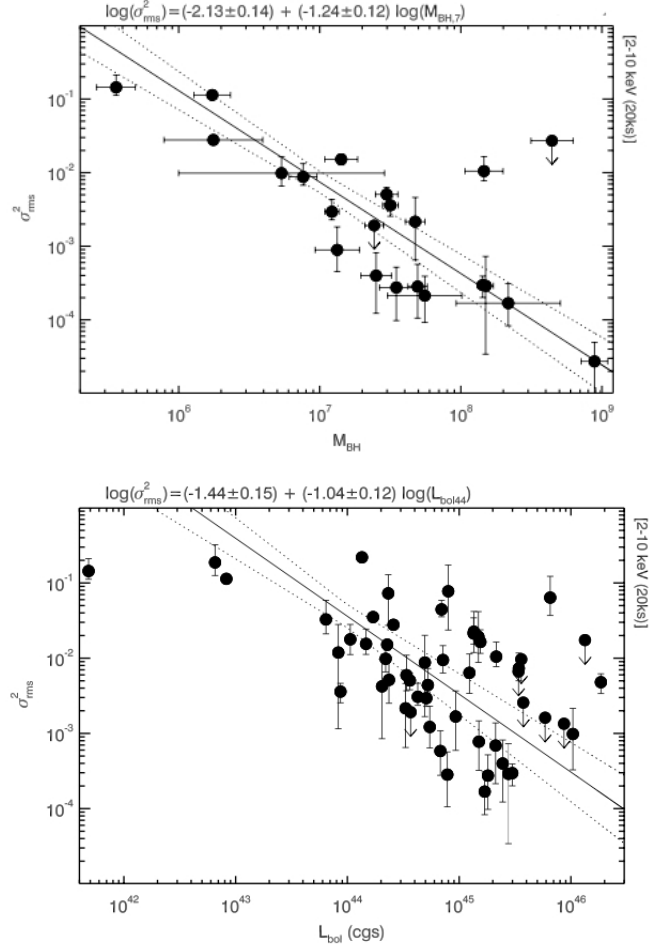 log(σ²rms)=(-2.13±0.14) + (-1.24±0.12) log(MBH,7)
[2-10 keV (20ks)]
10⁻¹
10⁻²
10⁻³
10⁻⁴
σ²rms
10⁶ 10⁷ 10⁸ 10⁹
MBH
log(σ²rms)=(-1.44±0.15) + (-1.04±0.12) log(Lbol44)
[2-10 keV (20ks)]
10⁻¹
10⁻²
10⁻³
10⁻⁴
σ²rms
10⁴² 10⁴³ 10⁴⁴ 10⁴⁵ 10⁴⁶
Lbol (cgs)